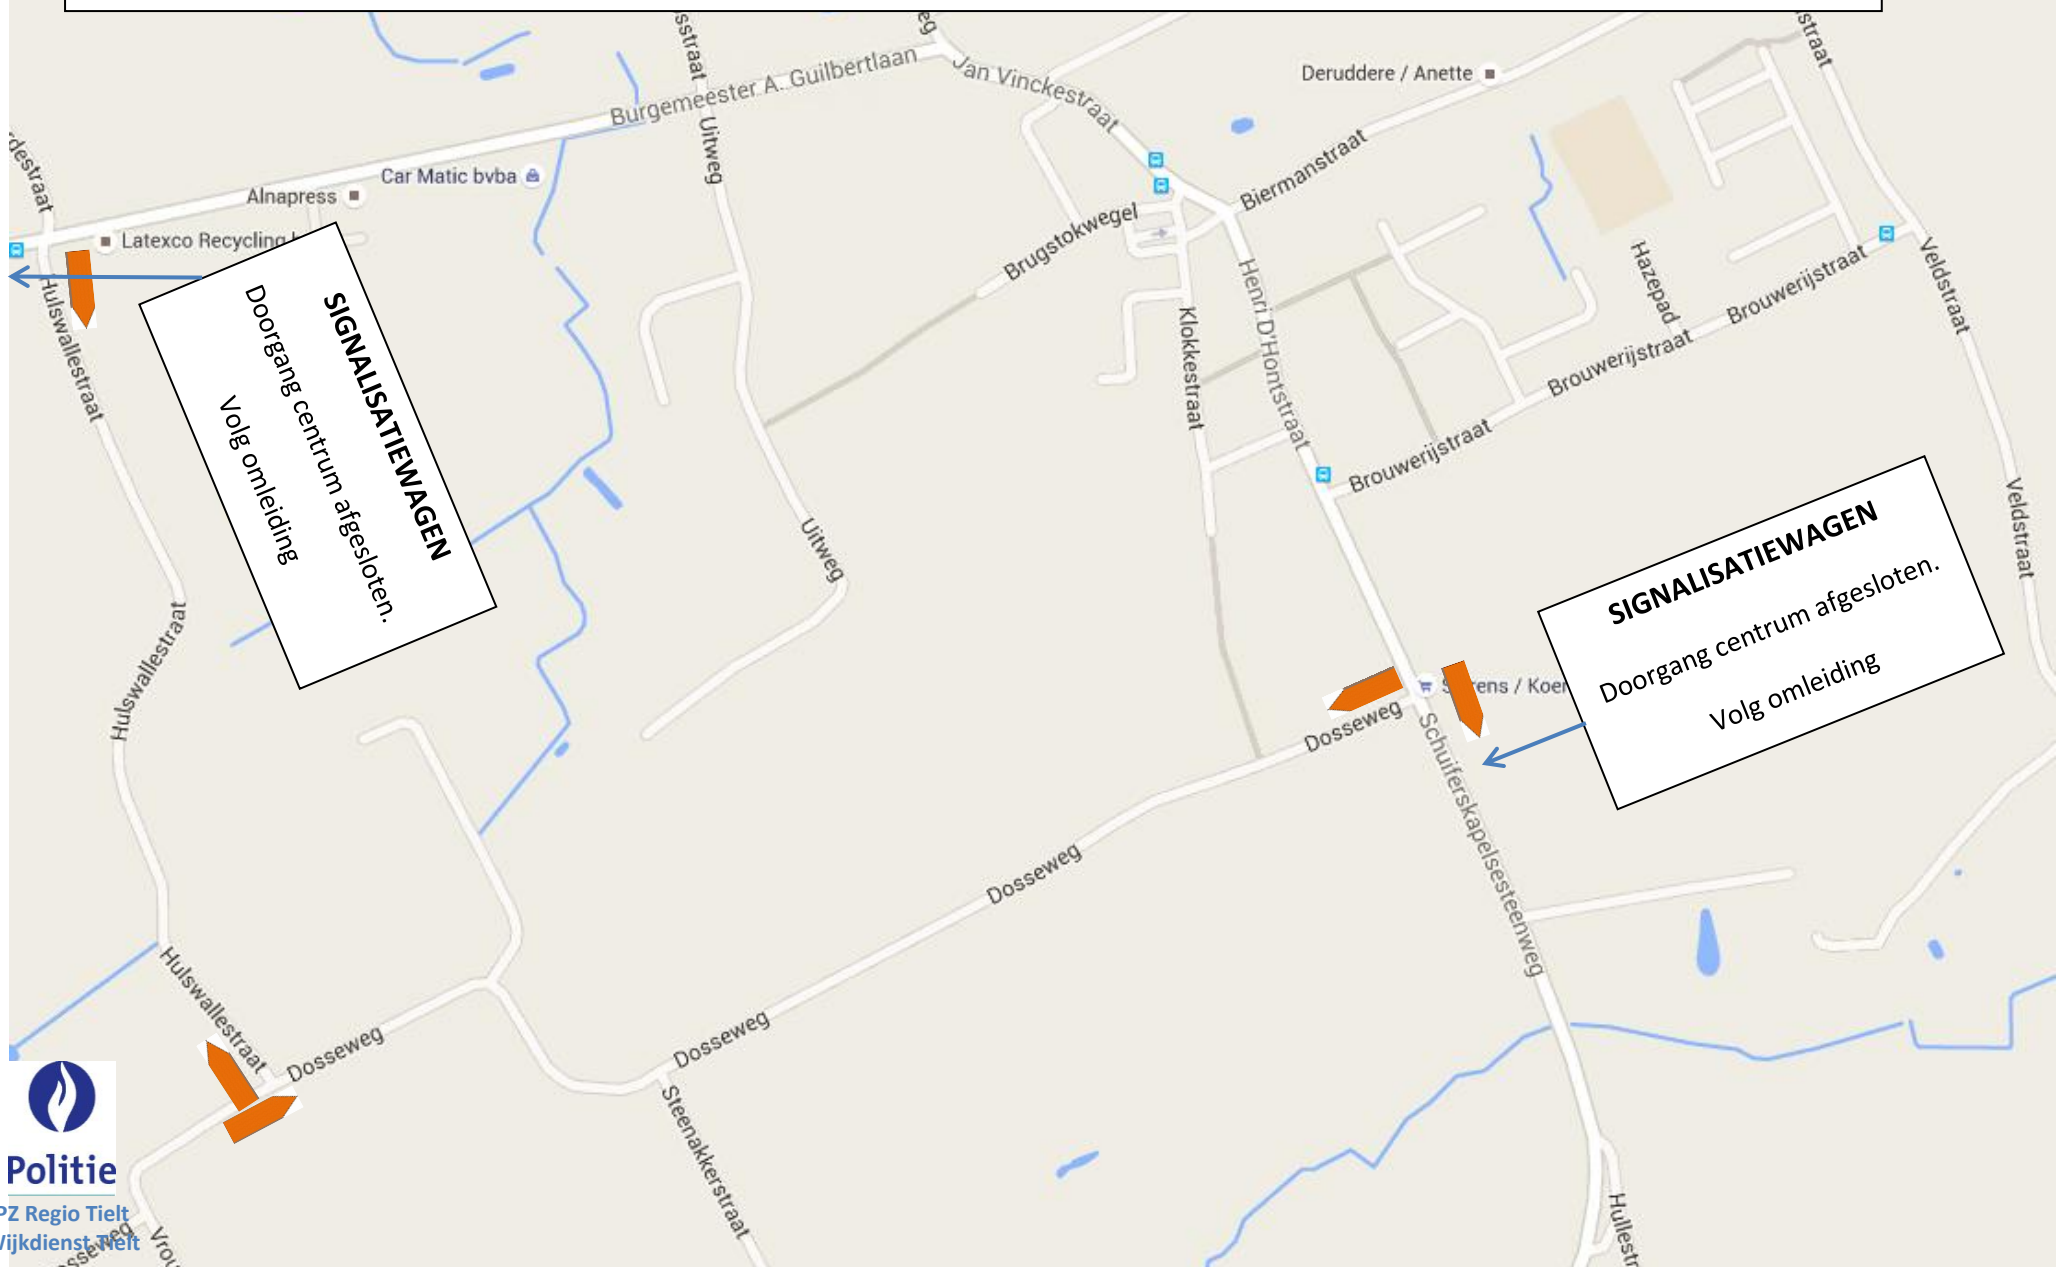 Burgemeester A. Guilbertlaan
Jan Vinckestraat
Deruddere / Anette
Uitweg
Car Matic bvba
Alnapress
Latexco Recycling
Biermanstraat
Brugstokwegel
Klokkestraat
Henri D'Hontstraat
Hazepad
Brouwerijstraat
Brouwerijstraat
Brouwerijstraat
Veldstraat
Veldstraat
Hulswallestraat
SIGNALISATIEWAGEN
Doorgang centrum afgesloten.
Volg omleiding
Uitweg
SIGNALISATIEWAGEN
Doorgang centrum afgesloten.
Volg omleiding
Hulswallestraat
Dosseweg
Schuiferskapelsesteenweg
Dosseweg
Hulswallestraat
Dosseweg
Dosseweg
Steenakkerstraat
Politie
PZ Regio Tielt
Wijkdienst Tielt